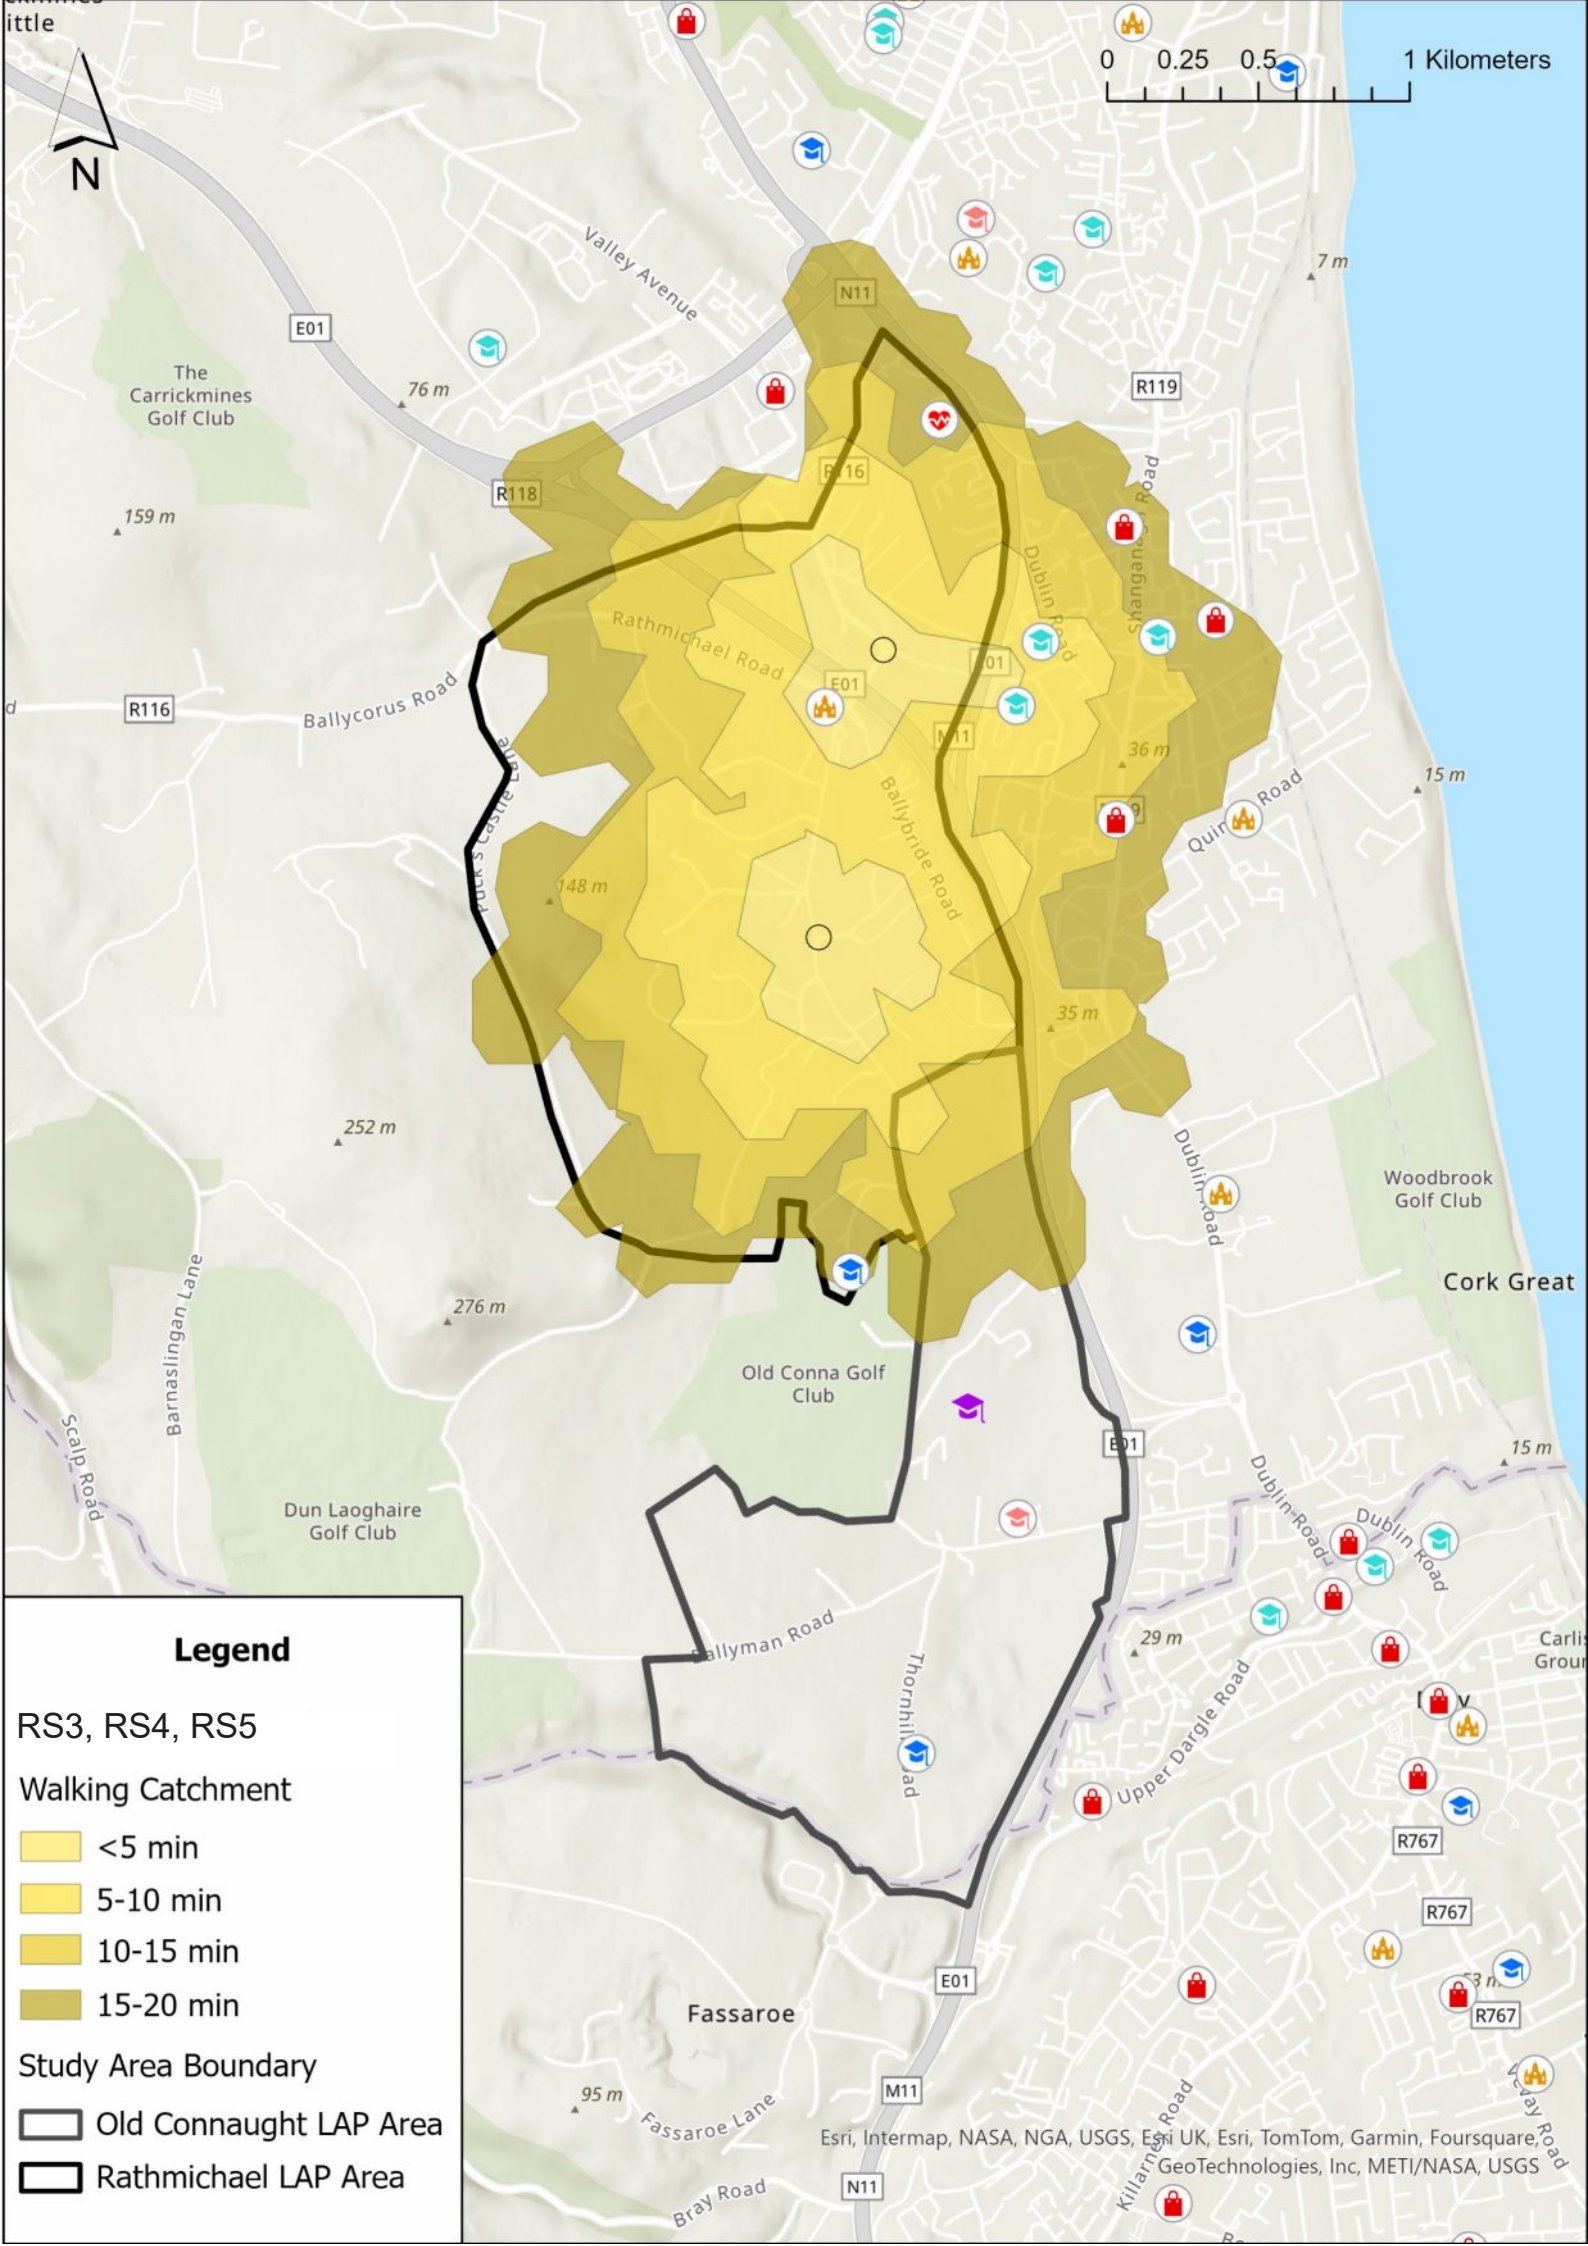 ittle
0 0.25 0.5 1 Kilometers
N
Valley Avenue
7 m
N11
E01
The
Carrickmines
Golf Club
76 m
R119
R116
R118
159 m
Road
Dublin Road
Rathmichael Road
E01
E01
R116
Ballycorus Road
M11
36 m
15 m
Puck's Castle Lane
Ballybride Road
Road
148 m
35 m
252 m
Dublin Road
Woodbrook
Golf Club
Cork Great
Barnaslingan Lane
276 m
Old Conna Golf
Club
Scalp Road
E01
15 m
Dun Laoghaire
Golf Club
Dublin Road
Dublin Road
Ballyman Road
29 m
Upper Dargle Road
R767
R767
E01
R767
Fassaroe
M11
95 m
Fassaroe Lane
Killarney Road
Bray Road
N11
Esri, Intermap, NASA, NGA, USGS, Esri UK, Esri, TomTom, Garmin, Foursquare,
GeoTechnologies, Inc, METI/NASA, USGS
Legend
RS3, RS4, RS5
Walking Catchment
<5 min
5-10 min
10-15 min
15-20 min
Study Area Boundary
Old Connaught LAP Area
Rathmichael LAP Area